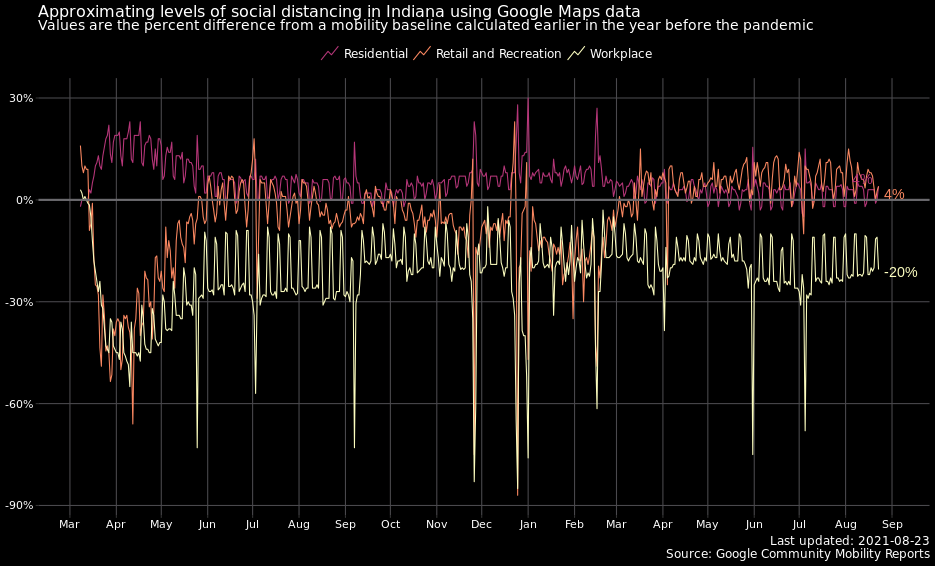 Approximating levels of social distancing in Indiana using Google Maps data
Values are the percent difference from a mobility baseline calculated earlier in the year before the pandemic
Residential Retail and Recreation Workplace
30%
0%
-30%
-60%
-90%
4%
-20%
Mar Apr May Jun Jul Aug Sep Oct Nov Dec Jan Feb Mar Apr May Jun Jul Aug Sep
Last updated: 2021-08-23
Source: Google Community Mobility Reports